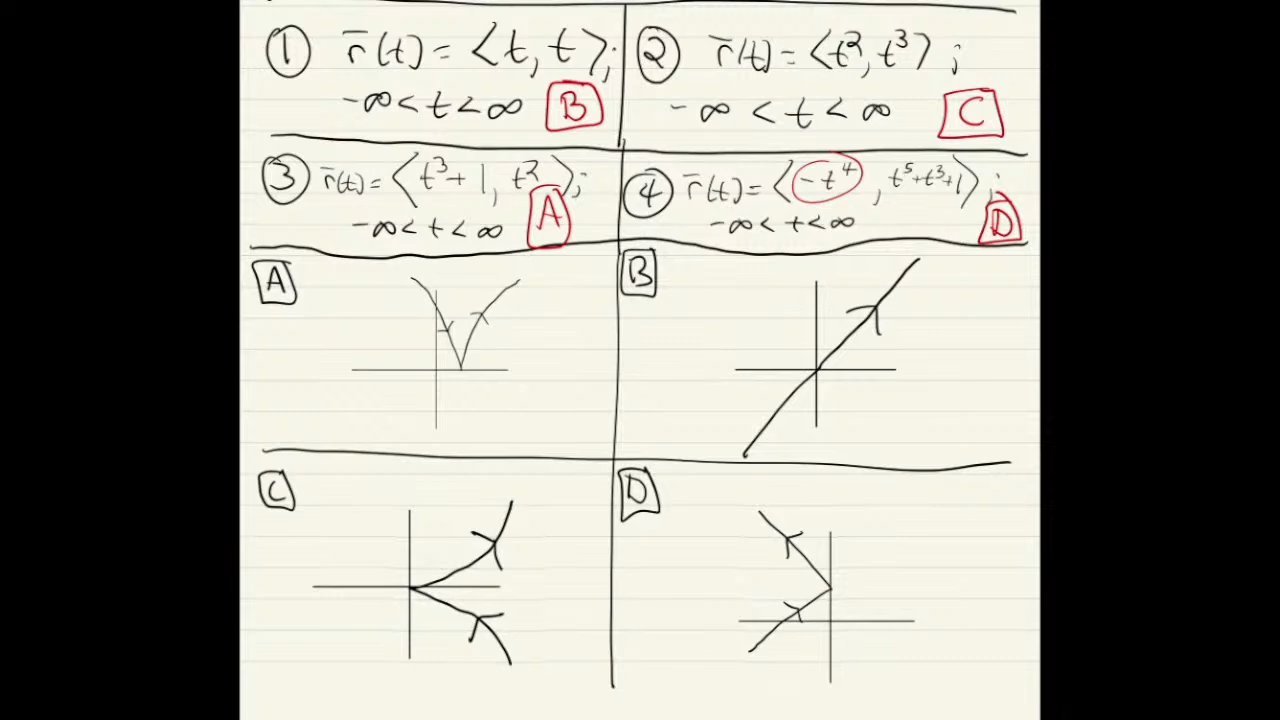 ① r̄(t) = ⟨t, t⟩;
-∞ < t < ∞ B
② r̄(t) = ⟨t², t³⟩ ;
-∞ < t < ∞ C
③ r̄(t) = ⟨t³+1, t²⟩;
-∞ < t < ∞ A
④ r̄(t) = ⟨-t⁴, t⁵+t³+1⟩;
-∞ < t < ∞ D
A
B
C
D